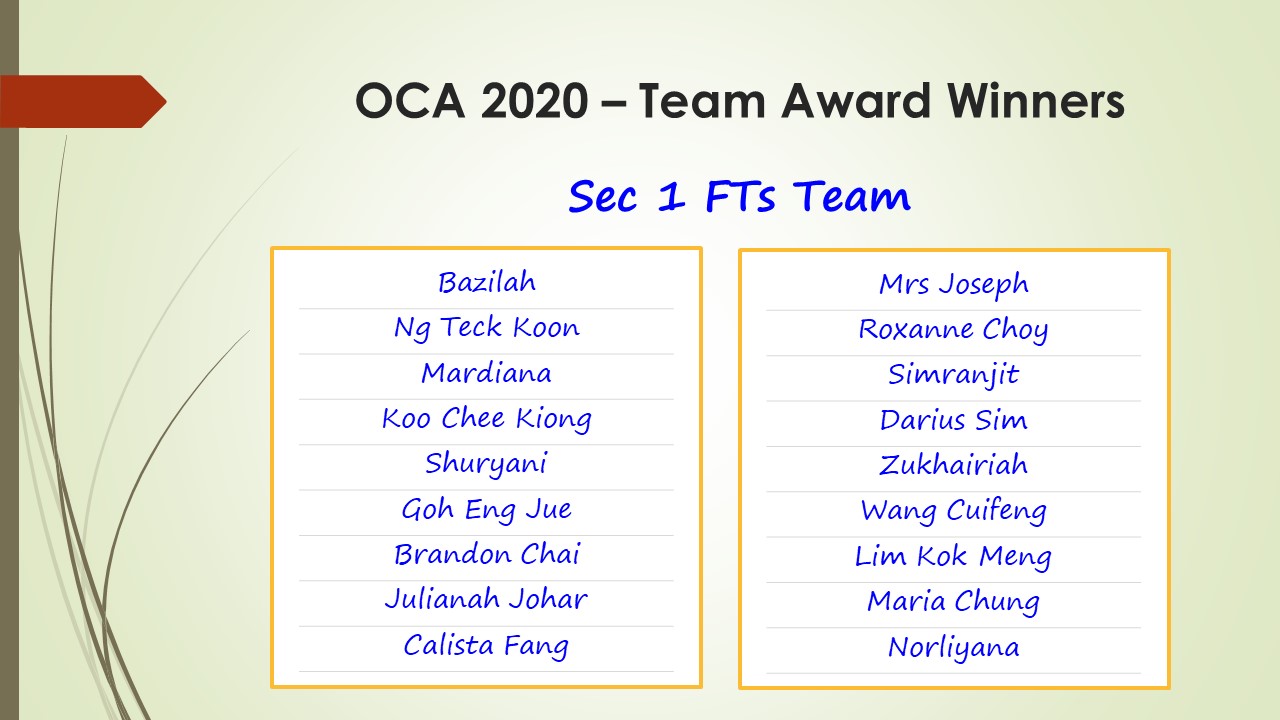 OCA 2020 – Team Award Winners
Sec 1 FTs Team
Bazilah
Ng Teck Koon
Mardiana
Koo Chee Kiong
Shuryani
Goh Eng Jue
Brandon Chai
Julianah Johar
Calista Fang
Mrs Joseph
Roxanne Choy
Simranjit
Darius Sim
Zukhairiah
Wang Cuifeng
Lim Kok Meng
Maria Chung
Norliyana